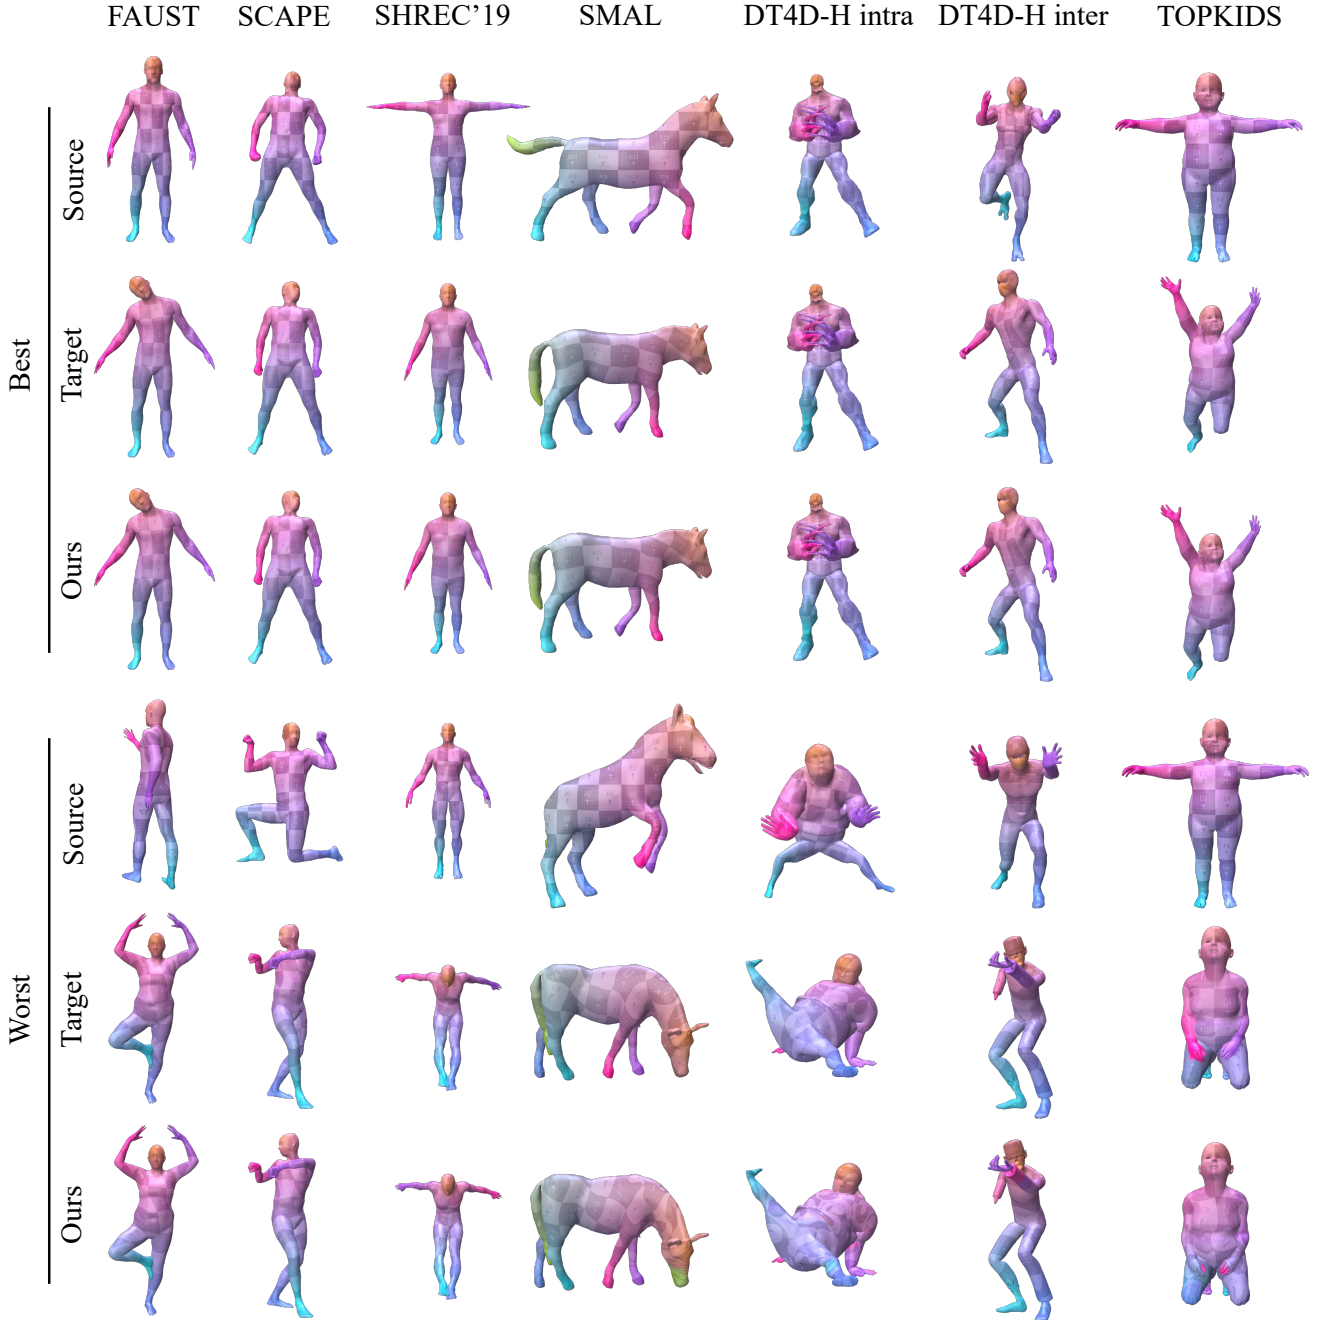 FAUST SCAPE SHREC’19 SMAL DT4D-H intra DT4D-H inter TOPKIDS
Best
Source
Target
Ours
Worst
Source
Target
Ours